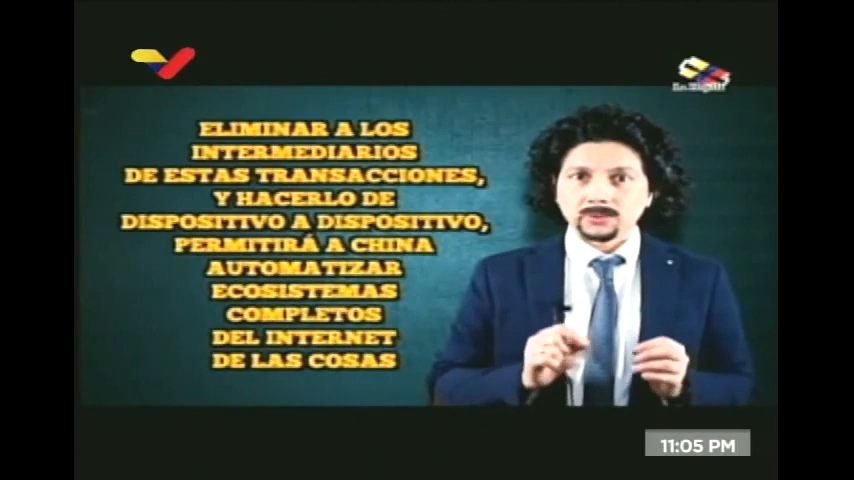 ELIMINAR A LOS
INTERMEDIARIOS
DE ESTAS TRANSACCIONES,
Y HACERLO DE
DISPOSITIVO A DISPOSITIVO,
PERMITIRÁ A CHINA
AUTOMATIZAR
ECOSISTEMAS
COMPLETOS
DEL INTERNET
DE LAS COSAS
11:05 PM